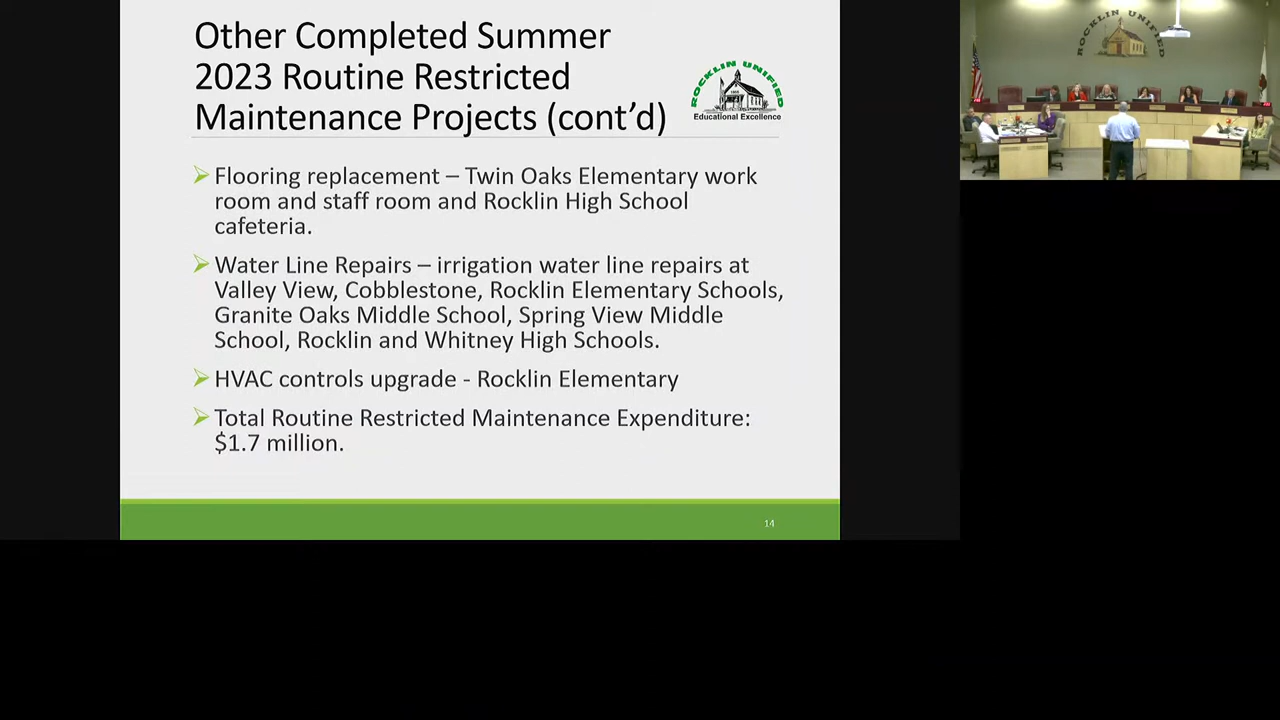 Other Completed Summer
2023 Routine Restricted
Maintenance Projects (cont’d)
ROCKLIN UNIFIED
Educational Excellence
Flooring replacement – Twin Oaks Elementary work
room and staff room and Rocklin High School
cafeteria.
Water Line Repairs – irrigation water line repairs at
Valley View, Cobblestone, Rocklin Elementary Schools,
Granite Oaks Middle School, Spring View Middle
School, Rocklin and Whitney High Schools.
HVAC controls upgrade - Rocklin Elementary
Total Routine Restricted Maintenance Expenditure:
$1.7 million.
14
ROCKLIN UNIFIED